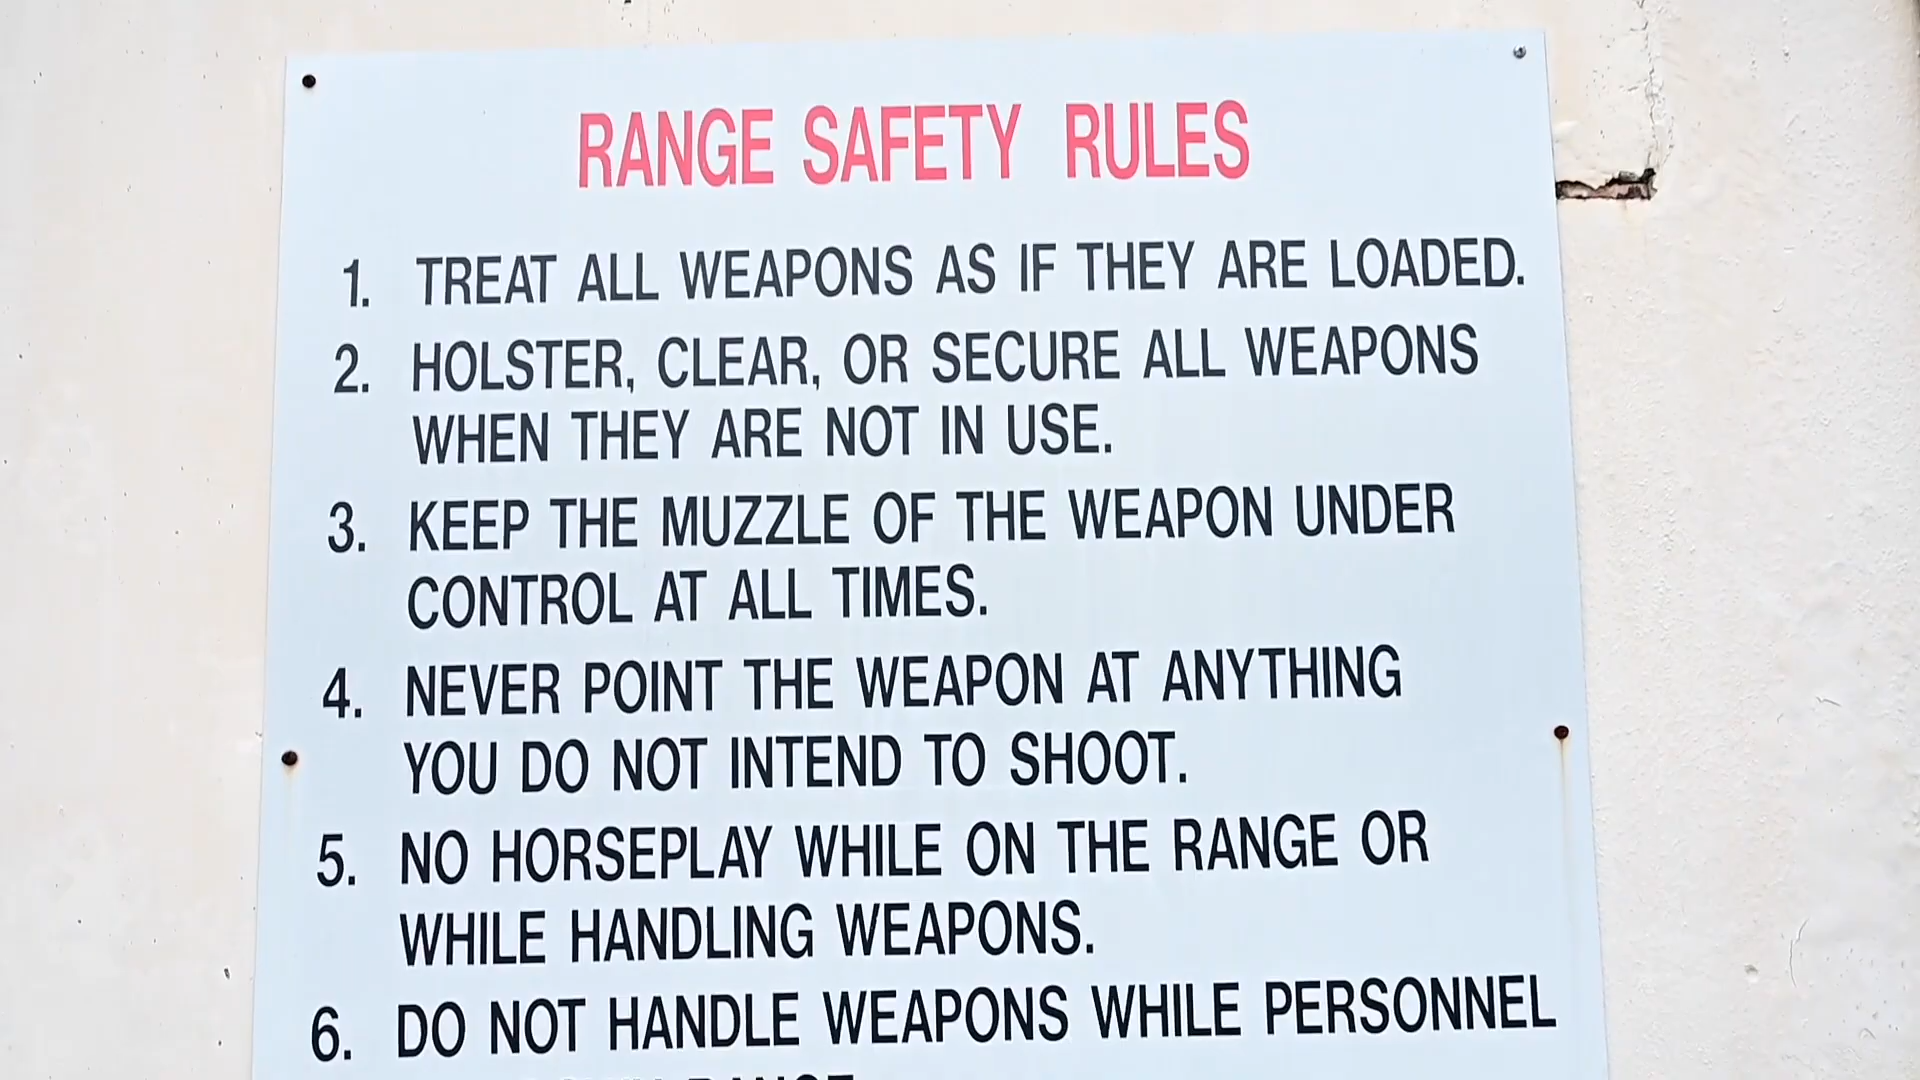 RANGE SAFETY RULES
1. TREAT ALL WEAPONS AS IF THEY ARE LOADED.
2. HOLSTER, CLEAR, OR SECURE ALL WEAPONS
WHEN THEY ARE NOT IN USE.
3. KEEP THE MUZZLE OF THE WEAPON UNDER
CONTROL AT ALL TIMES.
4. NEVER POINT THE WEAPON AT ANYTHING
YOU DO NOT INTEND TO SHOOT.
5. NO HORSEPLAY WHILE ON THE RANGE OR
WHILE HANDLING WEAPONS.
6. DO NOT HANDLE WEAPONS WHILE PERSONNEL
RANGE